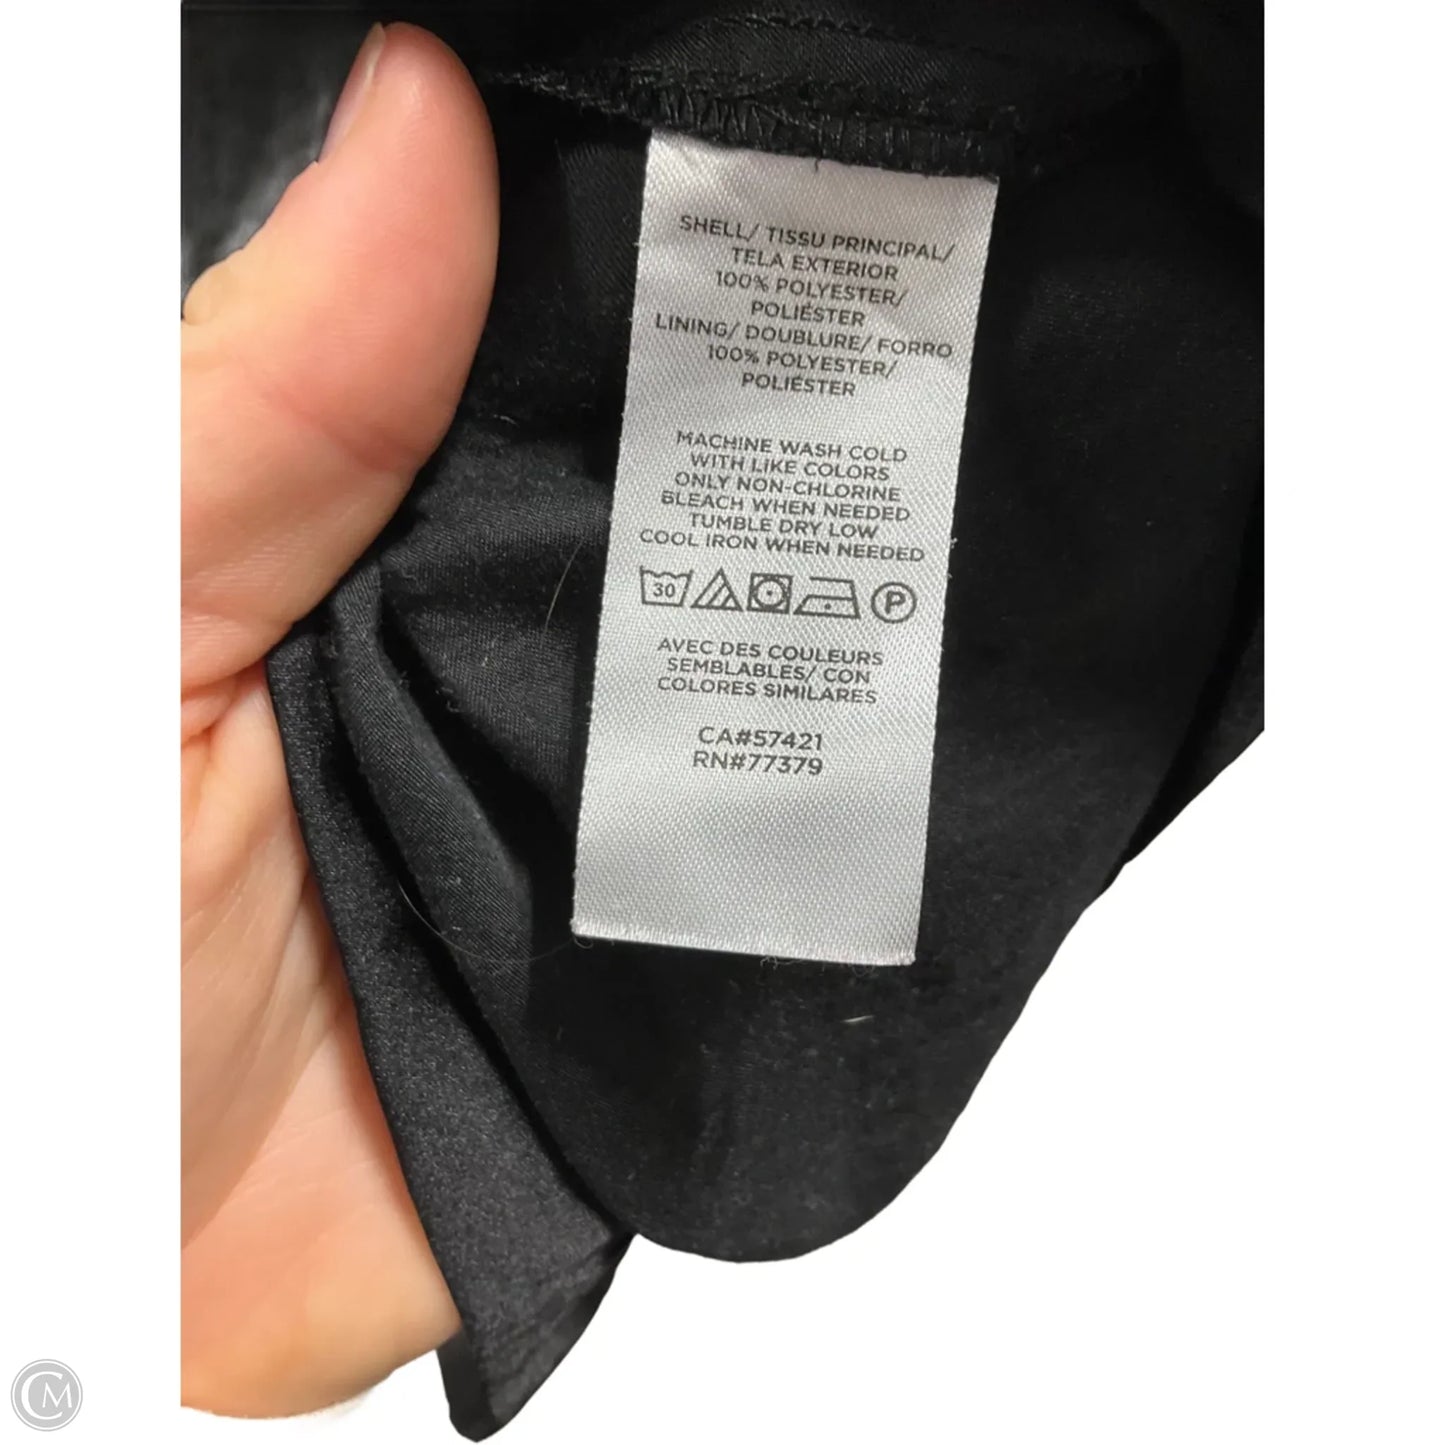 SHELL/ TISSU PRINCIPAL/
TELA EXTERIOR
100% POLYESTER/
POLIÉSTER
LINING/ DOUBLURE/ FORRO
100% POLYESTER/
POLIÉSTER
MACHINE WASH COLD
WITH LIKE COLORS
ONLY NON-CHLORINE
BLEACH WHEN NEEDED
TUMBLE DRY LOW
COOL IRON WHEN NEEDED
30 P
AVEC DES COULEURS
SEMBLABLES/ CON
COLORES SIMILARES
CA#57421
RN#77379
CM